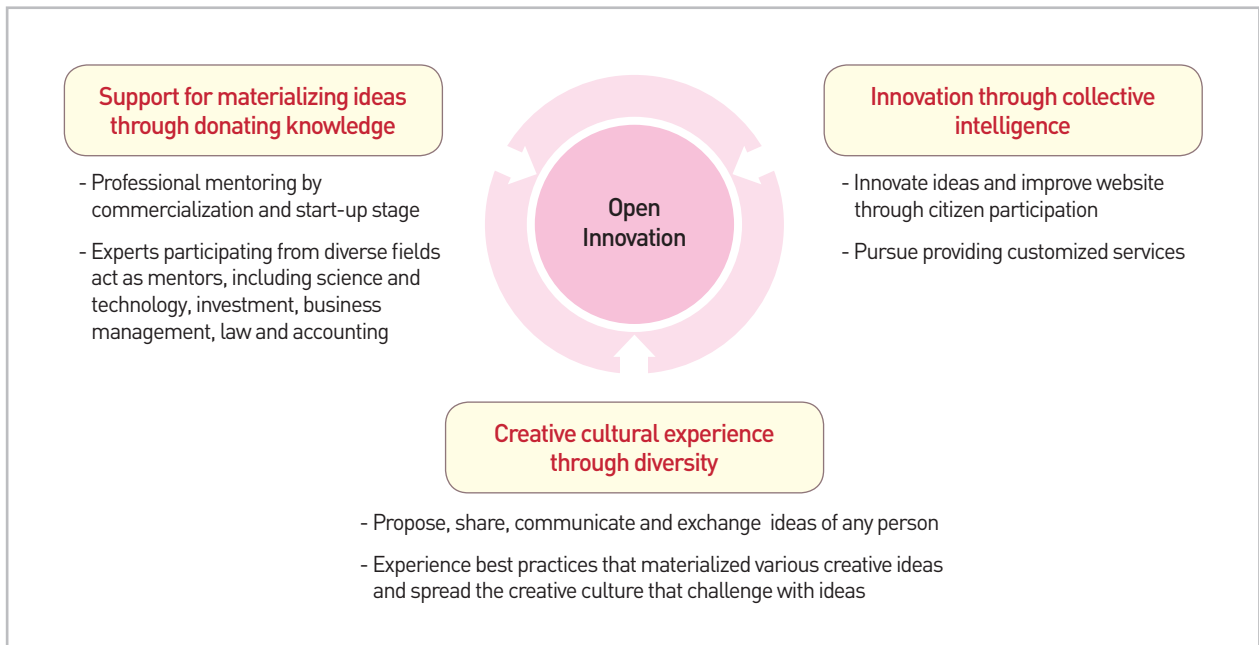 Support for materializing ideas
through donating knowledge
- Professional mentoring by
commercialization and start-up stage
- Experts participating from diverse fields
act as mentors, including science and
technology, investment, business
management, law and accounting
Open
Innovation
Innovation through collective
intelligence
- Innovate ideas and improve website
through citizen participation
- Pursue providing customized services
Creative cultural experience
through diversity
- Propose, share, communicate and exchange ideas of any person
- Experience best practices that materialized various creative ideas
and spread the creative culture that challenge with ideas